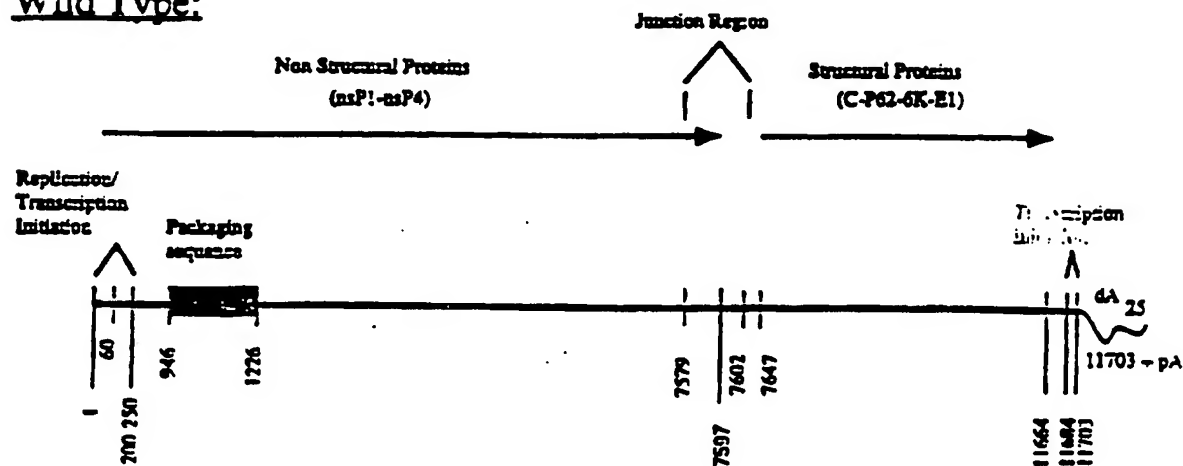 Wild Type:
Junction Region
Non Structural Proteins
(nsP1-nsP4)
Structural Proteins
(C-P62-6K-E1)
Replication/
Transcription
Initiation
Packaging
sequence
dA 25
11703 - pA
1
60
200 250
946
1226
7579
7597
7602
7647
11664
11684
11703